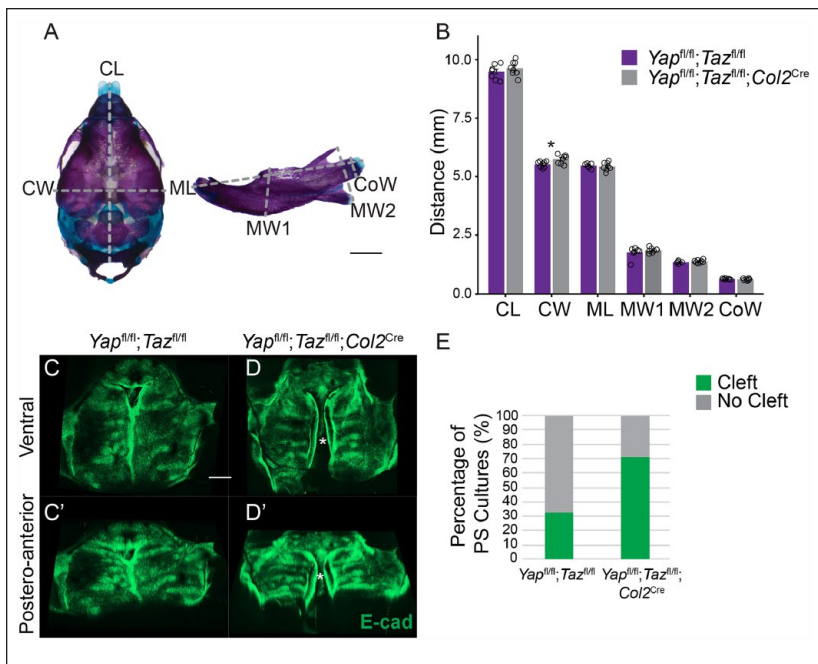 A
CL
CW
ML
CoW
MW1
MW2
B
Yapfl/fl;Tazfl/fl
Yapfl/fl;Tazfl/fl;Col2Cre
Distance (mm)
10.0
7.5
5.0
2.5
0.0
*
CL CW ML MW1 MW2 CoW
Yapfl/fl;Tazfl/fl Yapfl/fl;Tazfl/fl;Col2Cre
Ventral
C
D
*
Postero-anterior
C'
D'
*
E-cad
E
Cleft
No Cleft
Percentage of
PS Cultures (%)
100
90
80
70
60
50
40
30
20
10
0
Yapfl/fl;Tazfl/fl
Yapfl/fl;Tazfl/fl;
Col2Cre